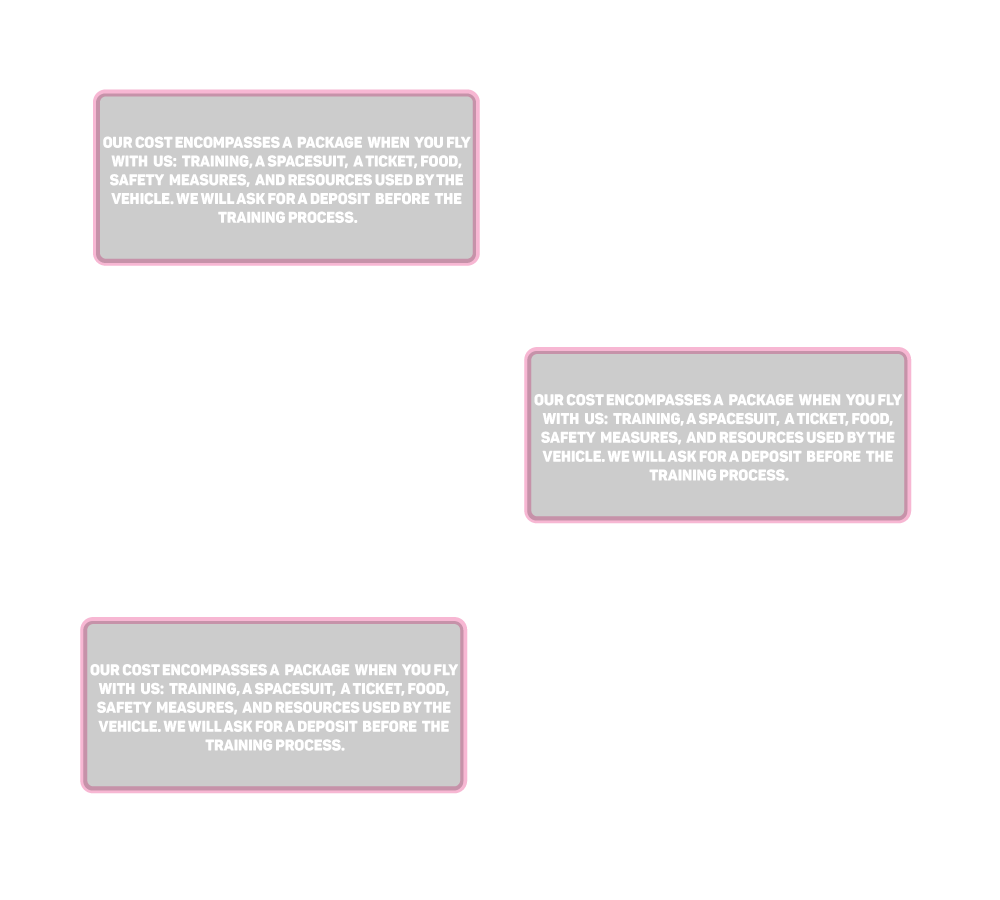 OUR COST ENCOMPASSES A PACKAGE WHEN YOU FLY
WITH US: TRAINING, A SPACESUIT, A TICKET, FOOD,
SAFETY MEASURES, AND RESOURCES USED BY THE
VEHICLE. WE WILL ASK FOR A DEPOSIT BEFORE THE
TRAINING PROCESS.
OUR COST ENCOMPASSES A PACKAGE WHEN YOU FLY
WITH US: TRAINING, A SPACESUIT, A TICKET, FOOD,
SAFETY MEASURES, AND RESOURCES USED BY THE
VEHICLE. WE WILL ASK FOR A DEPOSIT BEFORE THE
TRAINING PROCESS.
OUR COST ENCOMPASSES A PACKAGE WHEN YOU FLY
WITH US: TRAINING, A SPACESUIT, A TICKET, FOOD,
SAFETY MEASURES, AND RESOURCES USED BY THE
VEHICLE. WE WILL ASK FOR A DEPOSIT BEFORE THE
TRAINING PROCESS.